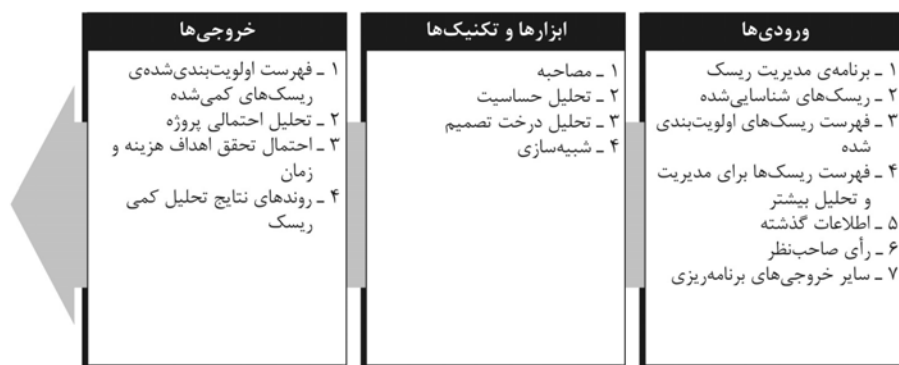 ورودی‌ها
۱ ـ برنامه‌ی مدیریت ریسک
۲ ـ ریسک‌های شناسایی‌شده
۳ ـ فهرست ریسک‌های اولویت‌بندی
شده
۴ ـ فهرست ریسک‌ها برای مدیریت
و تحلیل بیشتر
۵ ـ اطلاعات گذشته
۶ ـ رأی صاحب‌نظر
۷ ـ سایر خروجی‌های برنامه‌ریزی
ابزارها و تکنیک‌ها
۱ ـ مصاحبه
۲ ـ تحلیل حساسیت
۳ ـ تحلیل درخت تصمیم
۴ ـ شبیه‌سازی
خروجی‌ها
۱ ـ فهرست اولویت‌بندی‌شده‌ی
ریسک‌های کمی‌شده
۲ ـ تحلیل احتمالی پروژه
۳ ـ احتمال تحقق اهداف هزینه و
زمان
۴ ـ روندهای نتایج تحلیل کمی
ریسک